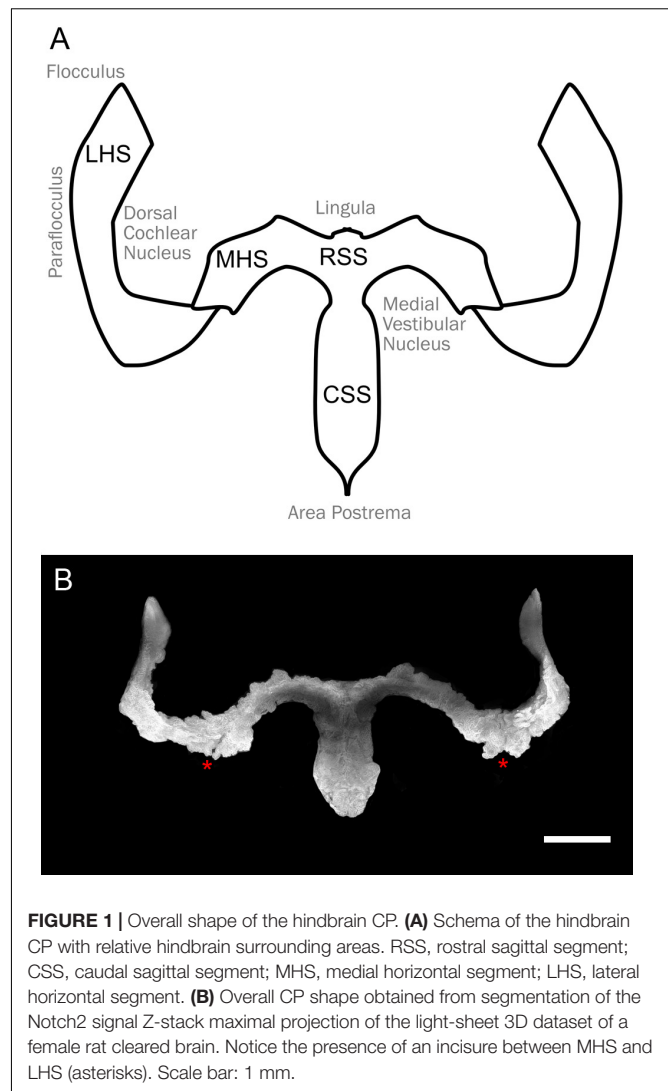 A
Flocculus
LHS
Paraflocculus
Dorsal
Cochlear
Nucleus
Lingula
MHS
RSS
Medial
Vestibular
Nucleus
CSS
Area Postrema
B
*
*
FIGURE 1 | Overall shape of the hindbrain CP. (A) Schema of the hindbrain
CP with relative hindbrain surrounding areas. RSS, rostral sagittal segment;
CSS, caudal sagittal segment; MHS, medial horizontal segment; LHS, lateral
horizontal segment. (B) Overall CP shape obtained from segmentation of the
Notch2 signal Z-stack maximal projection of the light-sheet 3D dataset of a
female rat cleared brain. Notice the presence of an incisure between MHS and
LHS (asterisks). Scale bar: 1 mm.